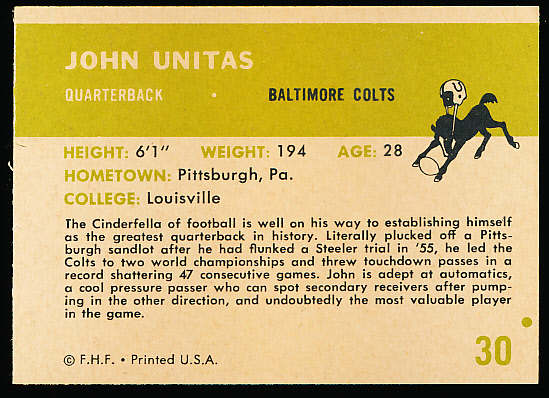 JOHN UNITAS
QUARTERBACK • BALTIMORE COLTS
HEIGHT: 6'1" WEIGHT: 194 AGE: 28
HOMETOWN: Pittsburgh, Pa.
COLLEGE: Louisville
The Cinderfella of football is well on his way to establishing himself
as the greatest quarterback in history. Literally plucked off a Pitts-
burgh sandlot after he had flunked a Steeler trial in '55, he led the
Colts to two world championships and threw touchdown passes in a
record shattering 47 consecutive games. John is adept at automatics,
a cool pressure passer who can spot secondary receivers after pump-
ing in the other direction, and undoubtedly the most valuable player
in the game.
© F.H.F. • Printed U.S.A.
30